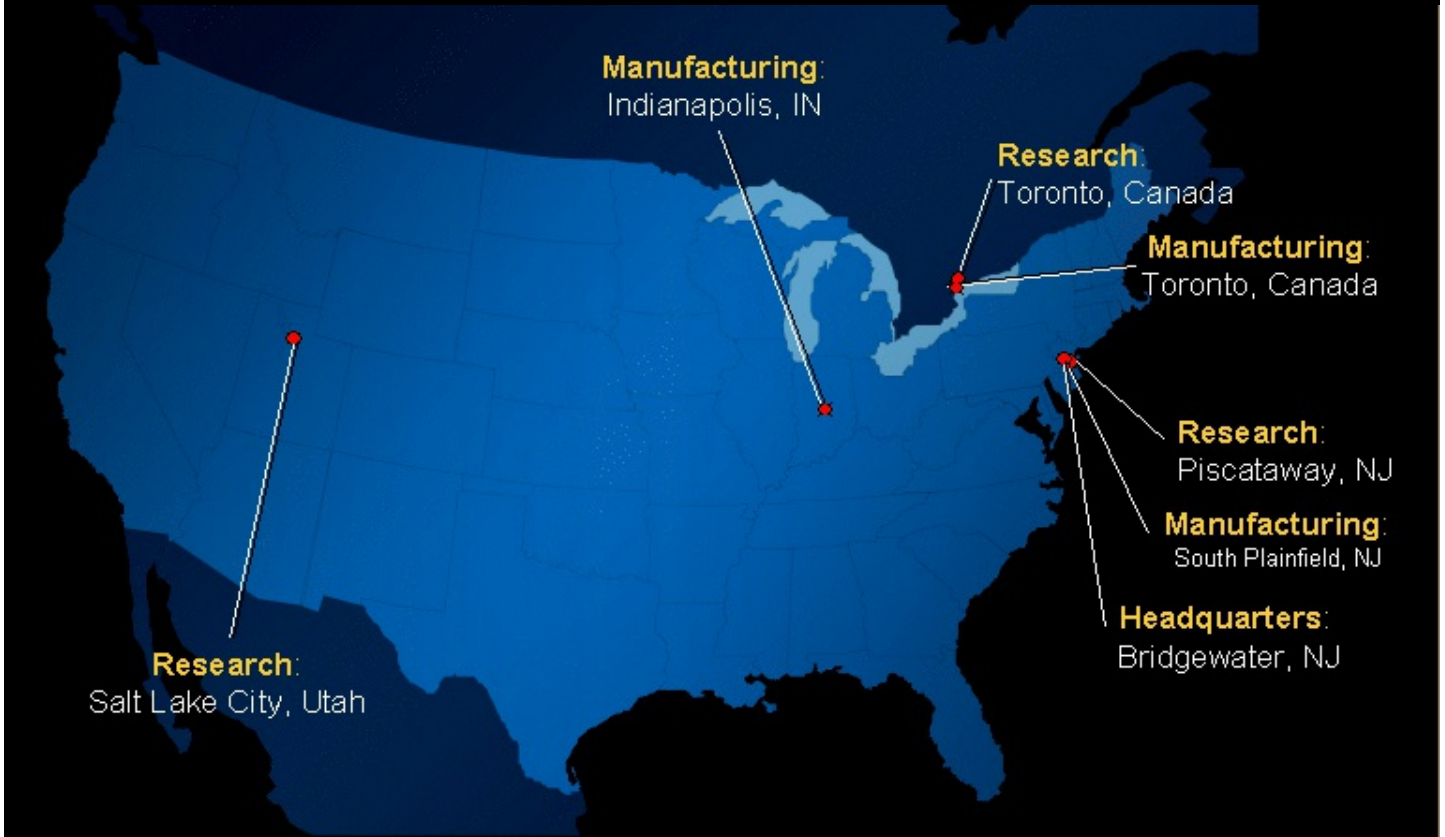 Manufacturing:
Indianapolis, IN
Research:
Toronto, Canada
Manufacturing:
Toronto, Canada
Research:
Piscataway, NJ
Manufacturing:
South Plainfield, NJ
Headquarters:
Bridgewater, NJ
Research:
Salt Lake City, Utah